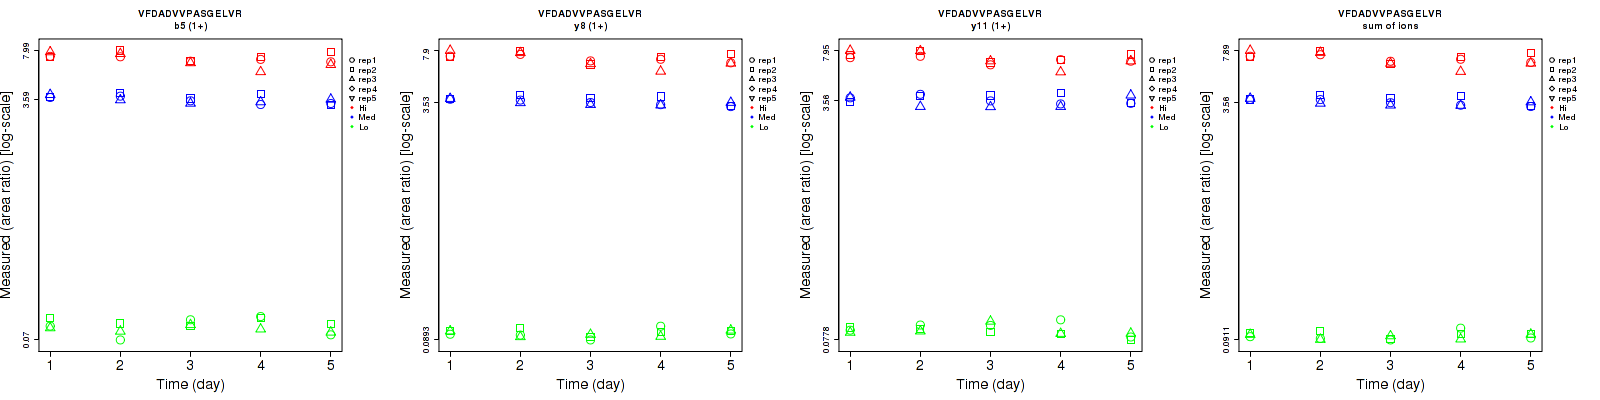 VFDADVVPASGELVR
b5 (1+)
Measured (area ratio) [log-scale]
7.99
3.59
0.07
1 2 3 4 5
Time (day)
rep1
rep2
rep3
rep4
rep5
Hi
Med
Lo
VFDADVVPASGELVR
y8 (1+)
Measured (area ratio) [log-scale]
7.9
3.53
0.0893
1 2 3 4 5
Time (day)
rep1
rep2
rep3
rep4
rep5
Hi
Med
Lo
VFDADVVPASGELVR
y11 (1+)
Measured (area ratio) [log-scale]
7.95
3.56
0.0778
1 2 3 4 5
Time (day)
rep1
rep2
rep3
rep4
rep5
Hi
Med
Lo
VFDADVVPASGELVR
sum of ions
Measured (area ratio) [log-scale]
7.89
3.56
0.0911
1 2 3 4 5
Time (day)
rep1
rep2
rep3
rep4
rep5
Hi
Med
Lo